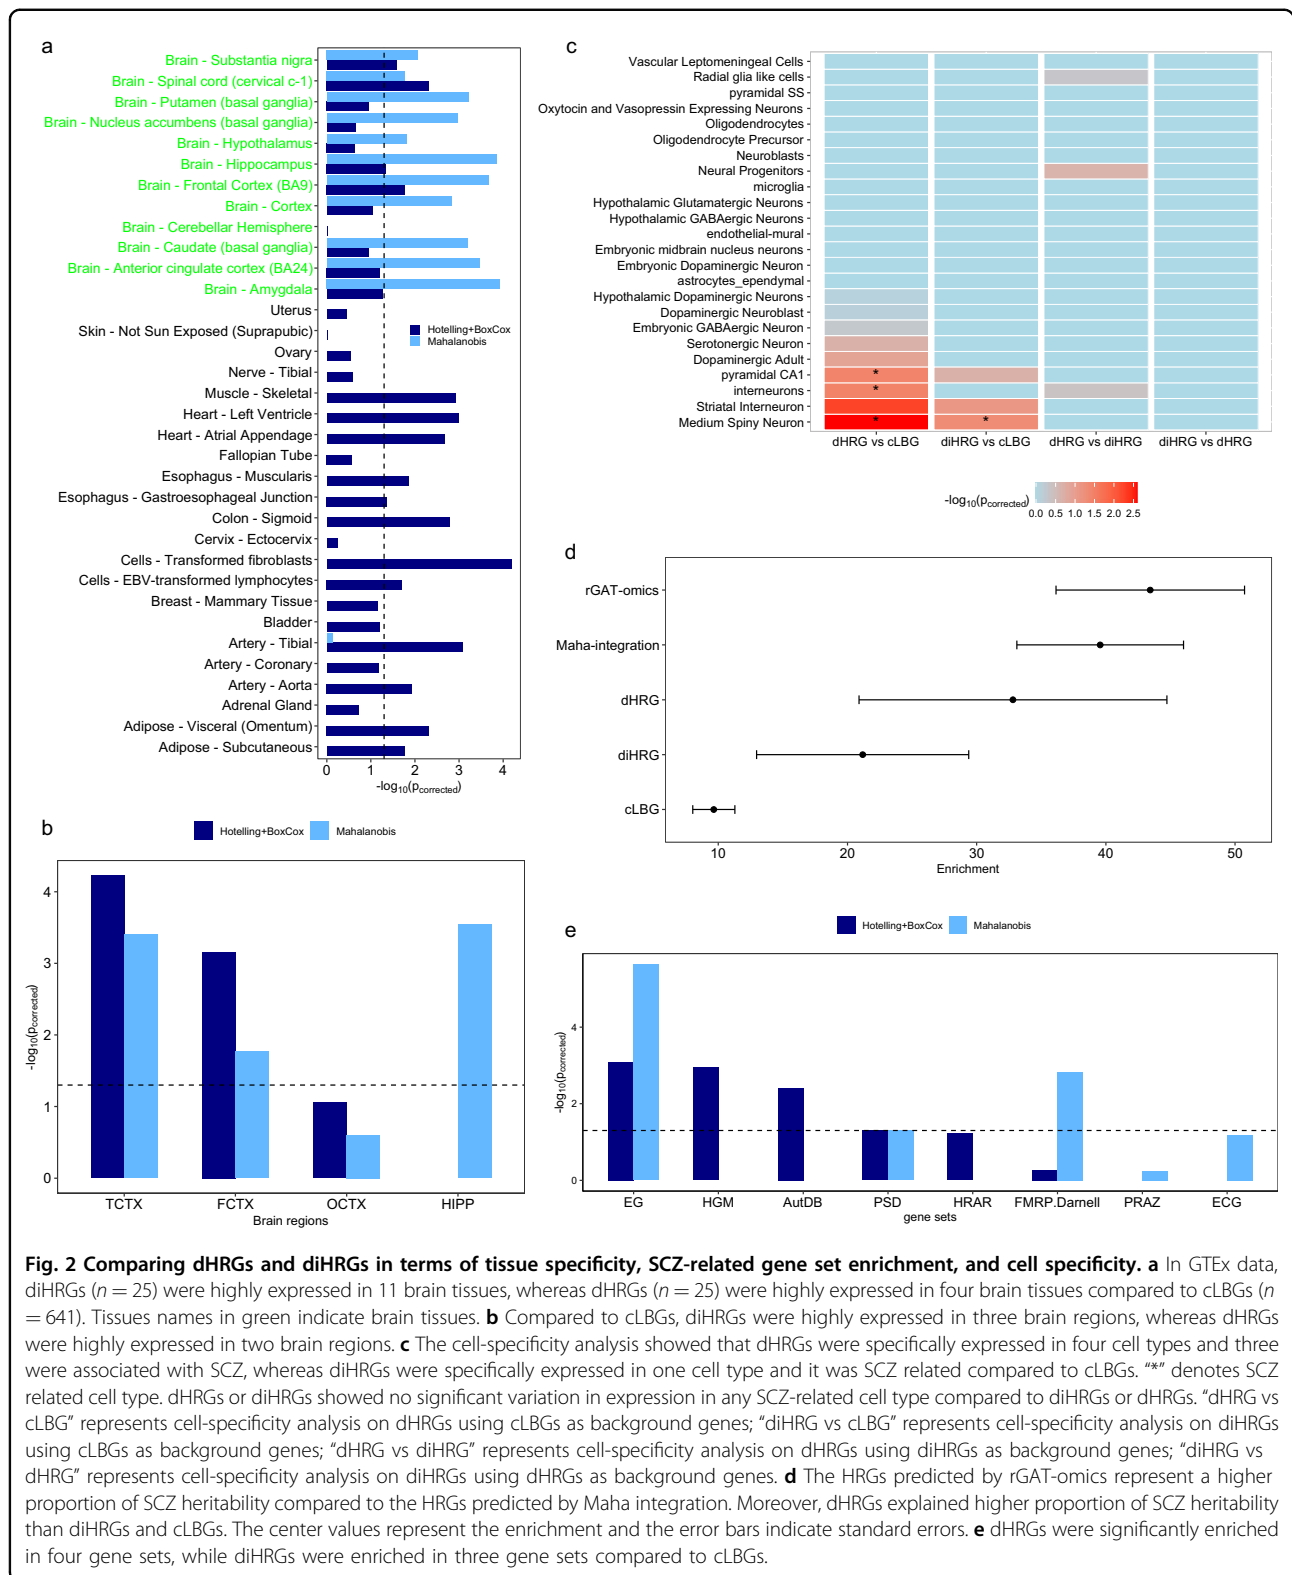 a
Brain - Substantia nigra
Brain - Spinal cord (cervical c-1)
Brain - Putamen (basal ganglia)
Brain - Nucleus accumbens (basal ganglia)
Brain - Hypothalamus
Brain - Hippocampus
Brain - Frontal Cortex (BA9)
Brain - Cortex
Brain - Cerebellar Hemisphere
Brain - Caudate (basal ganglia)
Brain - Anterior cingulate cortex (BA24)
Brain - Amygdala
Uterus
Skin - Not Sun Exposed (Suprapubic)
Ovary
Nerve - Tibial
Muscle - Skeletal
Heart - Left Ventricle
Heart - Atrial Appendage
Fallopian Tube
Esophagus - Muscularis
Esophagus - Gastroesophageal Junction
Colon - Sigmoid
Cervix - Ectocervix
Cells - Transformed fibroblasts
Cells - EBV-transformed lymphocytes
Breast - Mammary Tissue
Bladder
Artery - Tibial
Artery - Coronary
Artery - Aorta
Adrenal Gland
Adipose - Visceral (Omentum)
Adipose - Subcutaneous
Hotelling+BoxCox
Mahalanobis
0 1 2 3 4
-log10(pcorrected)
b
Hotelling+BoxCox Mahalanobis
4
3
2
1
0
-log10(pcorrected)
TCTX FCTX OCTX HIPP
Brain regions
c
Vascular Leptomeningeal Cells
Radial glia like cells
pyramidal SS
Oxytocin and Vasopressin Expressing Neurons
Oligodendrocytes
Oligodendrocyte Precursor
Neuroblasts
Neural Progenitors
microglia
Hypothalamic Glutamatergic Neurons
Hypothalamic GABAergic Neurons
endothelial-mural
Embryonic midbrain nucleus neurons
Embryonic Dopaminergic Neuron
astrocytes_ependymal
Hypothalamic Dopaminergic Neurons
Dopaminergic Neuroblast
Embryonic GABAergic Neuron
Serotonergic Neuron
Dopaminergic Adult
pyramidal CA1 *
interneurons *
Striatal Interneuron
Medium Spiny Neuron * *
dHRG vs cLBG diHRG vs cLBG dHRG vs diHRG diHRG vs dHRG
-log10(pcorrected)
0.0 0.5 1.0 1.5 2.0 2.5
d
rGAT-omics
Maha-integration
dHRG
diHRG
cLBG
10 20 30 40 50
Enrichment
e
Hotelling+BoxCox Mahalanobis
4
2
0
-log10(pcorrected)
EG HGM AutDB PSD HRAR FMRP.Darnell PRAZ ECG
gene sets
Fig. 2 Comparing dHRGs and diHRGs in terms of tissue specificity, SCZ-related gene set enrichment, and cell specificity. a In GTEx data,
diHRGs (n = 25) were highly expressed in 11 brain tissues, whereas dHRGs (n = 25) were highly expressed in four brain tissues compared to cLBGs (n
= 641). Tissues names in green indicate brain tissues. b Compared to cLBGs, diHRGs were highly expressed in three brain regions, whereas dHRGs
were highly expressed in two brain regions. c The cell-specificity analysis showed that dHRGs were specifically expressed in four cell types and three
were associated with SCZ, whereas diHRGs were specifically expressed in one cell type and it was SCZ related compared to cLBGs. “*” denotes SCZ
related cell type. dHRGs or diHRGs showed no significant variation in expression in any SCZ-related cell type compared to diHRGs or dHRGs. “dHRG vs
cLBG” represents cell-specificity analysis on dHRGs using cLBGs as background genes; “diHRG vs cLBG” represents cell-specificity analysis on diHRGs
using cLBGs as background genes; “dHRG vs diHRG” represents cell-specificity analysis on dHRGs using diHRGs as background genes; “diHRG vs
dHRG” represents cell-specificity analysis on diHRGs using dHRGs as background genes. d The HRGs predicted by rGAT-omics represent a higher
proportion of SCZ heritability compared to the HRGs predicted by Maha integration. Moreover, dHRGs explained higher proportion of SCZ heritability
than diHRGs and cLBGs. The center values represent the enrichment and the error bars indicate standard errors. e dHRGs were significantly enriched
in four gene sets, while diHRGs were enriched in three gene sets compared to cLBGs.